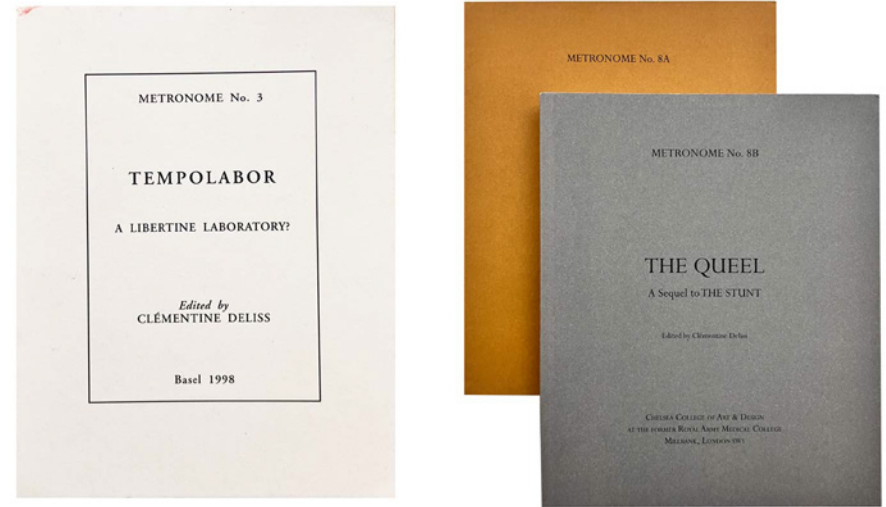 METRONOME No. 3
TEMPOLABOR
A LIBERTINE LABORATORY?
Edited by
CLÉMENTINE DELISS
Basel 1998
METRONOME No. 8A
METRONOME No. 8B
THE QUEEL
A Sequel to THE STUNT
Edited by Clémentine Deliss
CHELSEA COLLEGE OF ART & DESIGN
AT THE FORMER ROYAL ARMY MEDICAL COLLEGE
MILLBANK, LONDON